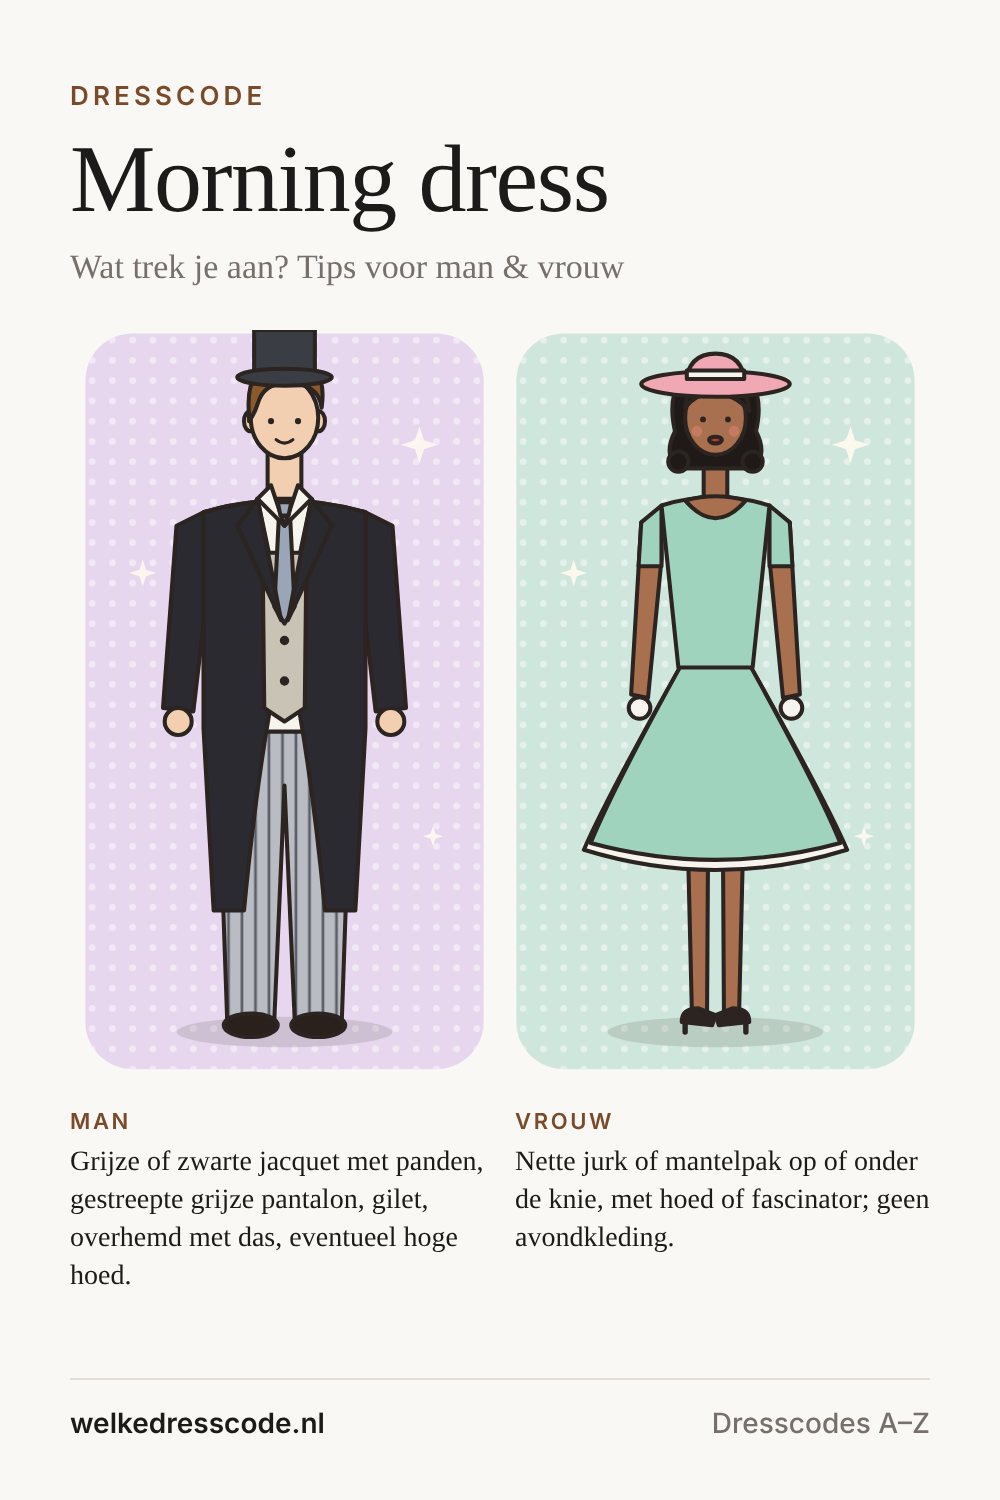 DRESSCODE
Morning dress
Wat trek je aan? Tips voor man & vrouw
MAN
Grijze of zwarte jacquet met panden,
gestreepte grijze pantalon, gilet,
overhemd met das, eventueel hoge
hoed.
VROUW
Nette jurk of mantelpak op of onder
de knie, met hoed of fascinator; geen
avondkleding.
welkedresscode.nl
Dresscodes A–Z